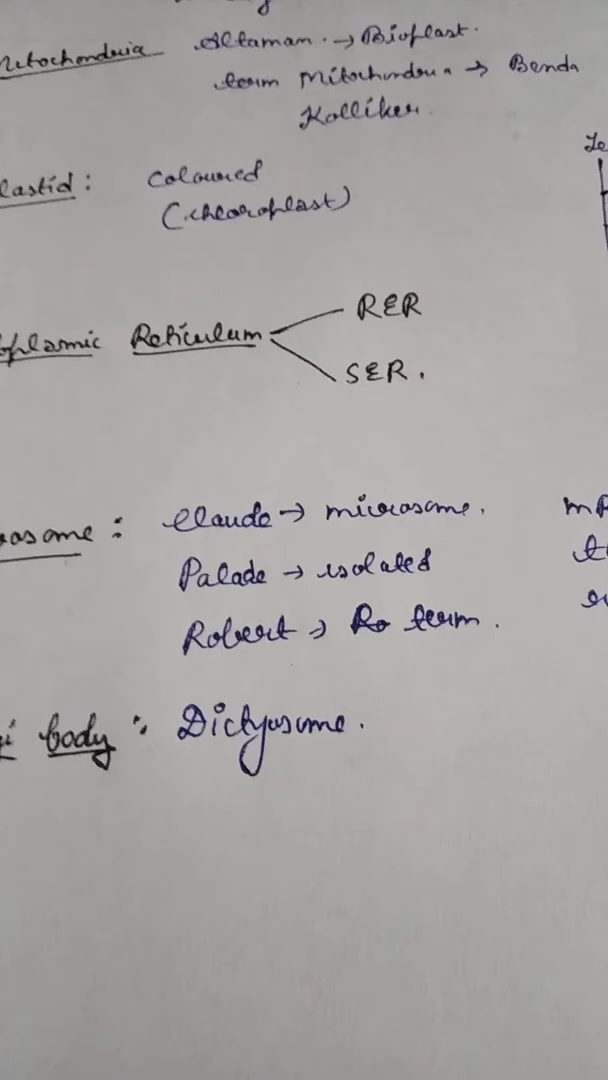 Mitochondria Altaman. → Bioplast.
term Mitochondria → Benda
Kolliker
lastid: Coloured
(chloroplast)
plasmic Reticulum RER
SER.
osome: Claude → microsome.
Palade → isolated
Robert → Ro term.
gi body: Dictyosome.